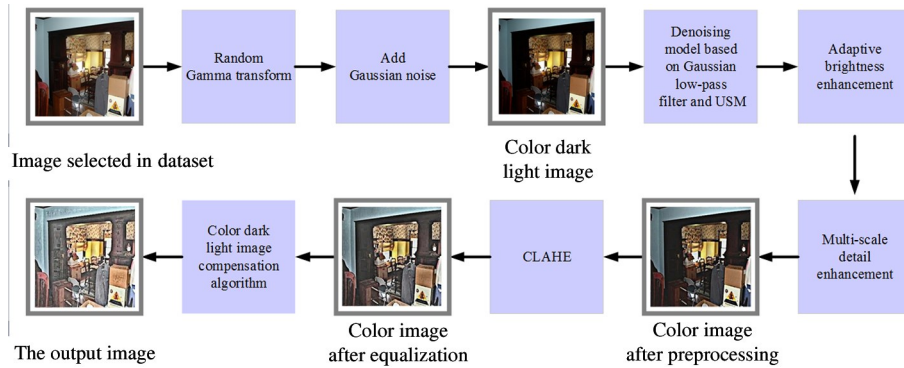 Random
Gamma transform
Add
Gaussian noise
Denoising
model based
on Gaussian
low-pass
filter and USM
Adaptive
brightness
enhancement
Image selected in dataset
Color dark
light image
Multi-scale
detail
enhancement
Color image
after preprocessing
CLAHE
Color image
after equalization
Color dark
light image
compensation
algorithm
The output image